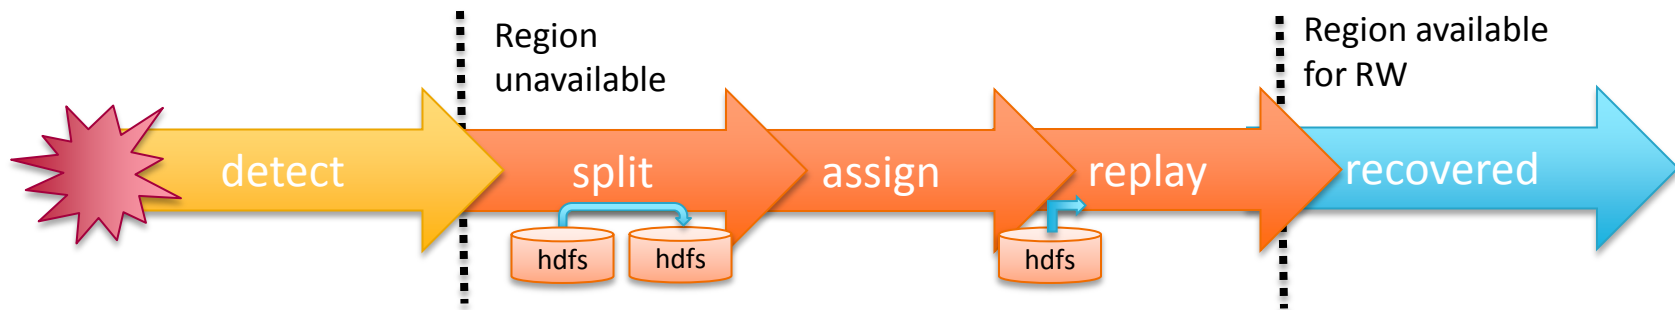 Region
unavailable
Region available
for RW
detect
split
assign
replay
recovered
hdfs
hdfs
hdfs